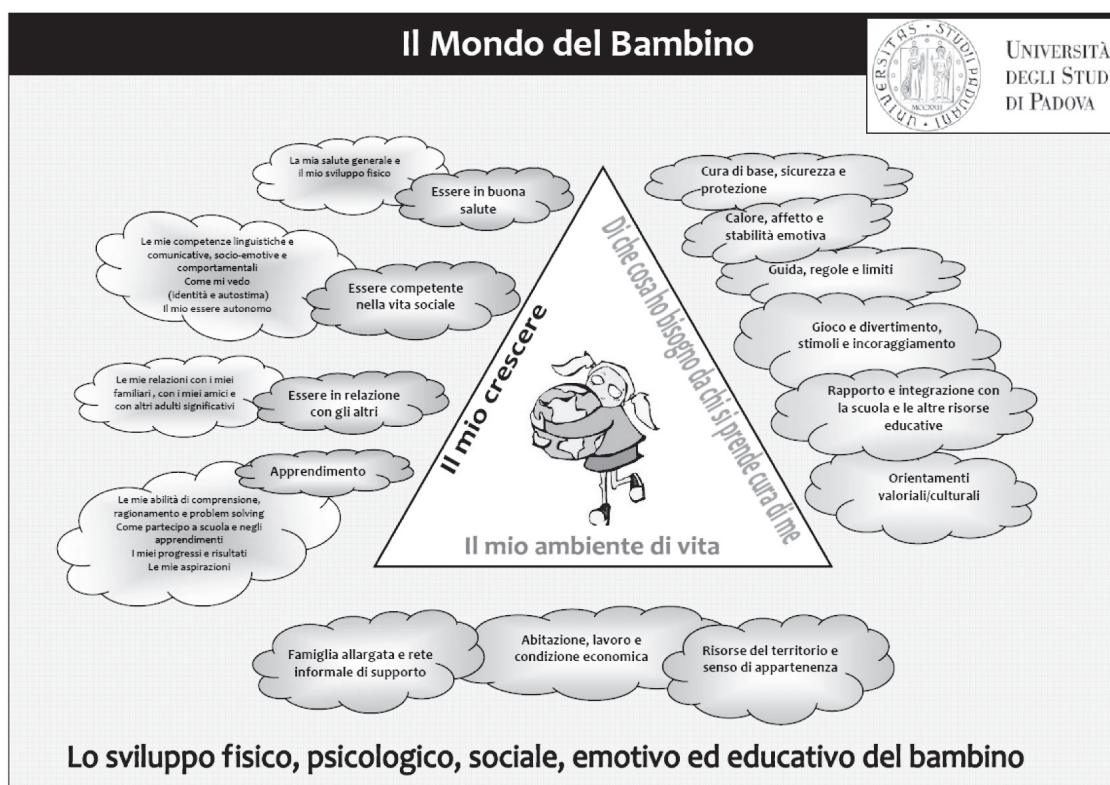 Il Mondo del Bambino
UNIVERSITAS STUDII PADUANI
MCCXXII
UNIVERSITÀ
DEGLI STUDI
DI PADOVA
La mia salute generale e
il mio sviluppo fisico
Essere in buona
salute
Le mie competenze linguistiche e
comunicative, socio-emotive e
comportamentali
Come mi vedo
(identità e autostima)
Il mio essere autonomo
Essere competente
nella vita sociale
Le mie relazioni con i miei
familiari , con i miei amici e
con altri adulti significativi
Essere in relazione
con gli altri
Apprendimento
Le mie abilità di comprensione,
ragionamento e problem solving
Come partecipo a scuola e negli
apprendimenti
I miei progressi e risultati
Le mie aspirazioni
Il mio crescere
Di che cosa ho bisogno da chi si prende cura di me
Il mio ambiente di vita
Cura di base, sicurezza e
protezione
Calore, affetto e
stabilità emotiva
Guida, regole e limiti
Gioco e divertimento,
stimoli e incoraggiamento
Rapporto e integrazione con
la scuola e le altre risorse
educative
Orientamenti
valoriali/culturali
Famiglia allargata e rete
informale di supporto
Abitazione, lavoro e
condizione economica
Risorse del territorio e
senso di appartenenza
Lo sviluppo fisico, psicologico, sociale, emotivo ed educativo del bambino